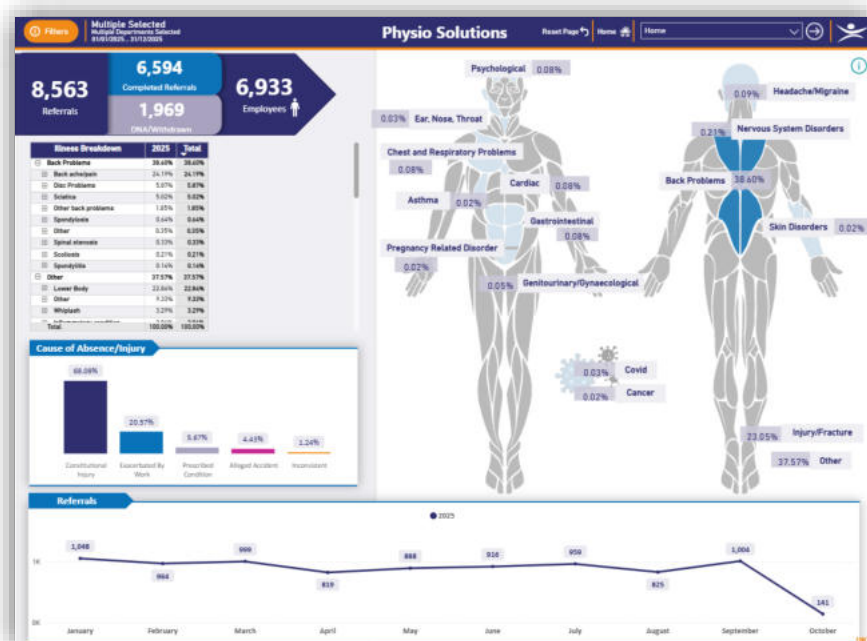 Filters
Multiple Selected
Multiple Departments Selected
01/01/2025 .. 31/12/2025
Physio Solutions
Reset Page
Home
Home
8,563
Referrals
6,594
Completed Referrals
1,969
DNA/Withdrawn
6,933
Employees
Illness Breakdown 2025 Total
Back Problems 38.60% 38.60%
Back ache/pain 24.19% 24.19%
Disc Problems 5.87% 5.87%
Sciatica 5.02% 5.02%
Other back problems 1.85% 1.85%
Spondylosis 0.64% 0.64%
Other 0.35% 0.35%
Spinal stenosis 0.33% 0.33%
Scoliosis 0.21% 0.21%
Spondylitis 0.14% 0.14%
Other 37.57% 37.57%
Lower Body 22.86% 22.86%
Other 9.33% 9.33%
Whiplash 3.29% 3.29%
Total 100.00% 100.00%
Psychological 0.08%
0.03% Ear, Nose, Throat
Chest and Respiratory Problems
0.08%
Cardiac 0.08%
Asthma 0.02%
Gastrointestinal
0.08%
Pregnancy Related Disorder
0.02%
0.05% Genitourinary/Gynaecological
0.03% Covid
0.02% Cancer
0.09% Headache/Migraine
0.21% Nervous System Disorders
Back Problems 38.60%
Skin Disorders 0.02%
23.05% Injury/Fracture
37.57% Other
Cause of Absence/Injury
68.08%
20.57%
5.67%
4.43%
1.24%
Constitutional Injury
Exacerbated By Work
Prescribed Condition
Alleged Accident
Inconsistent
Referrals
2025
1K
0K
1,048
964
999
819
888
916
959
825
1,004
141
January February March April May June July August September October